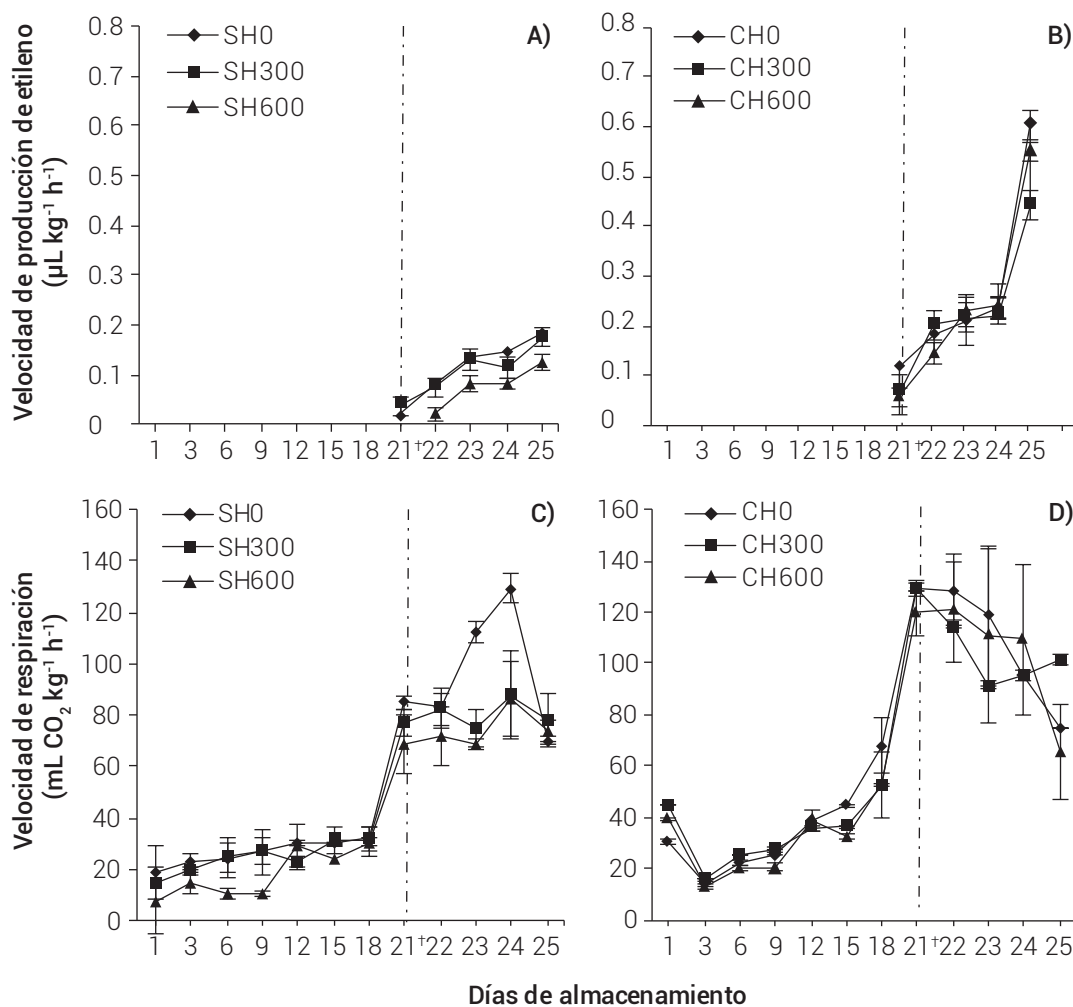 Velocidad de producción de etileno
(µL kg⁻¹ h⁻¹)
0.8
0.7
0.6
0.5
0.4
0.3
0.2
0.1
0
SH0
SH300
SH600
A)
1 3 6 9 12 15 18 21† 22 23 24 25
0.8
0.7
0.6
0.5
0.4
0.3
0.2
0.1
0
CH0
CH300
CH600
B)
1 3 6 9 12 15 18 21† 22 23 24 25
Velocidad de respiración
(mL CO₂ kg⁻¹ h⁻¹)
160
140
120
100
80
60
40
20
0
SH0
SH300
SH600
C)
1 3 6 9 12 15 18 21† 22 23 24 25
160
140
120
100
80
60
40
20
0
CH0
CH300
CH600
D)
1 3 6 9 12 15 18 21† 22 23 24 25
Días de almacenamiento